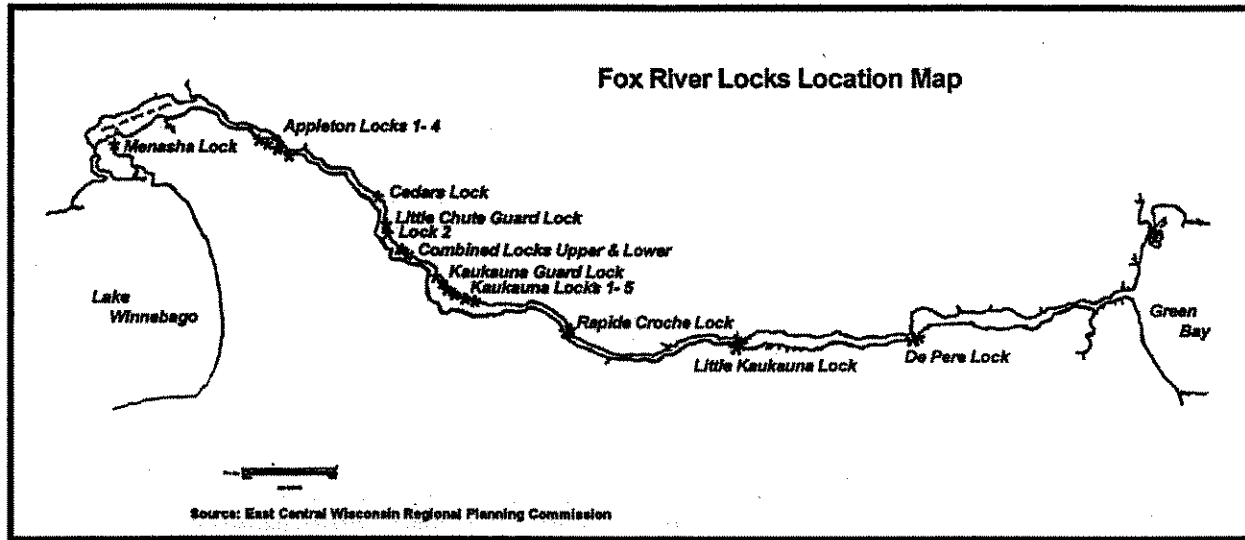 Fox River Locks Location Map
Appleton Locks 1- 4
Menasha Lock
Cedars Lock
Little Chute Guard Lock
Lock 2
Combined Locks Upper & Lower
Kaukauna Guard Lock
Kaukauna Locks 1- 5
Lake
Winnebago
Rapide Croche Lock
Little Kaukauna Lock
De Pere Lock
Green
Bay
Source: East Central Wisconsin Regional Planning Commission